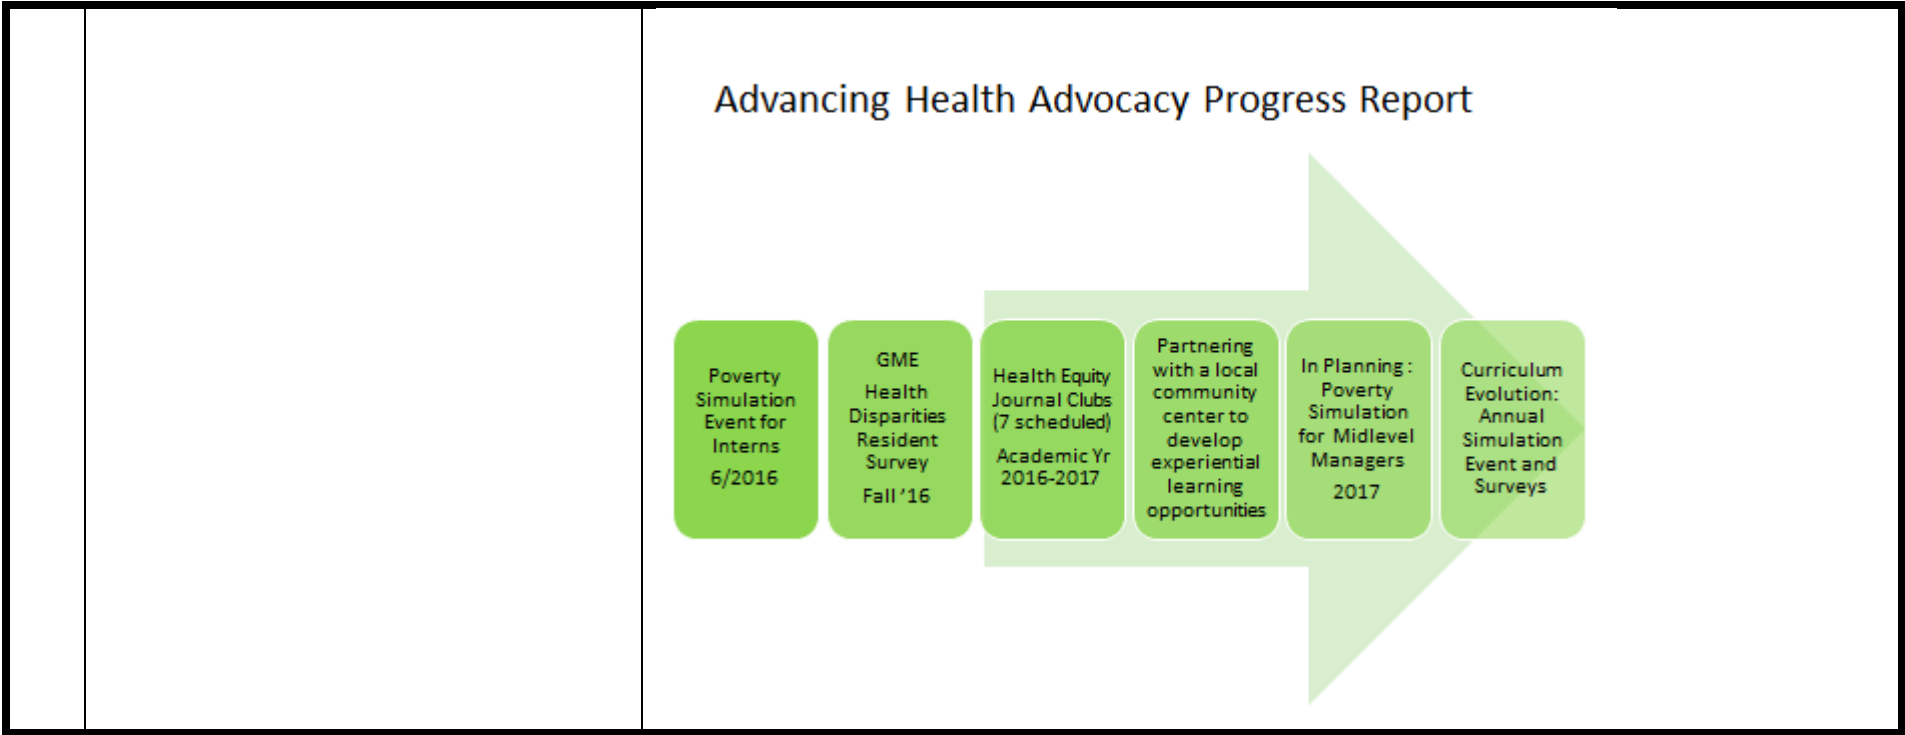 Advancing Health Advocacy Progress Report
Poverty
Simulation
Event for
Interns
6/2016
GME
Health
Disparities
Resident
Survey
Fall '16
Health Equity
Journal Clubs
(7 scheduled)
Academic Yr
2016-2017
Partnering
with a local
community
center to
develop
experiential
learning
opportunities
In Planning :
Poverty
Simulation
for Midlevel
Managers
2017
Curriculum
Evolution:
Annual
Simulation
Event and
Surveys